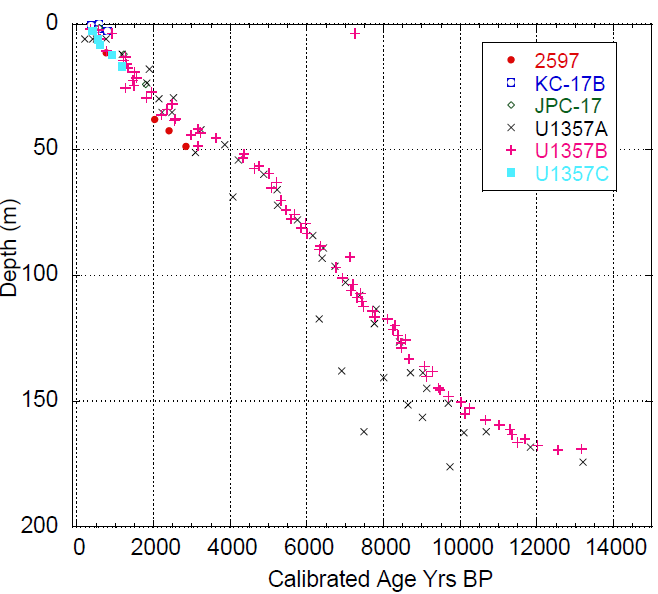 0
50
100
150
200
Depth (m)
2597
KC-17B
JPC-17
U1357A
U1357B
U1357C
0 2000 4000 6000 8000 10000 12000 14000
Calibrated Age Yrs BP